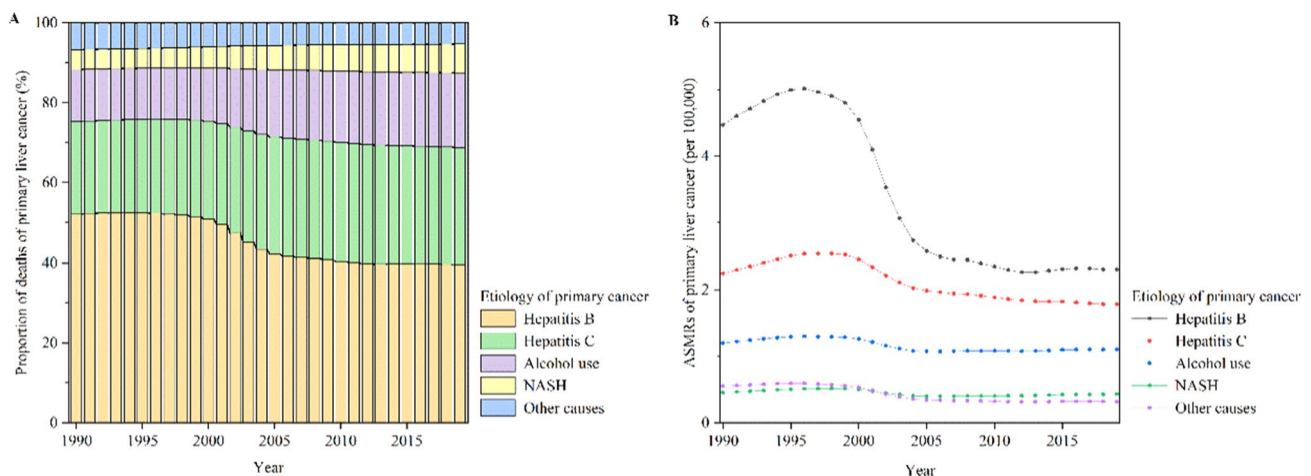 A
Proportion of deaths of primary liver cancer (%)
100
80
60
40
20
0
1990 1995 2000 2005 2010 2015
Year
Etiology of primary cancer
Hepatitis B
Hepatitis C
Alcohol use
NASH
Other causes
B
ASMRs of primary liver cancer (per 100,000)
6
4
2
0
1990 1995 2000 2005 2010 2015
Year
Etiology of primary cancer
Hepatitis B
Hepatitis C
Alcohol use
NASH
Other causes